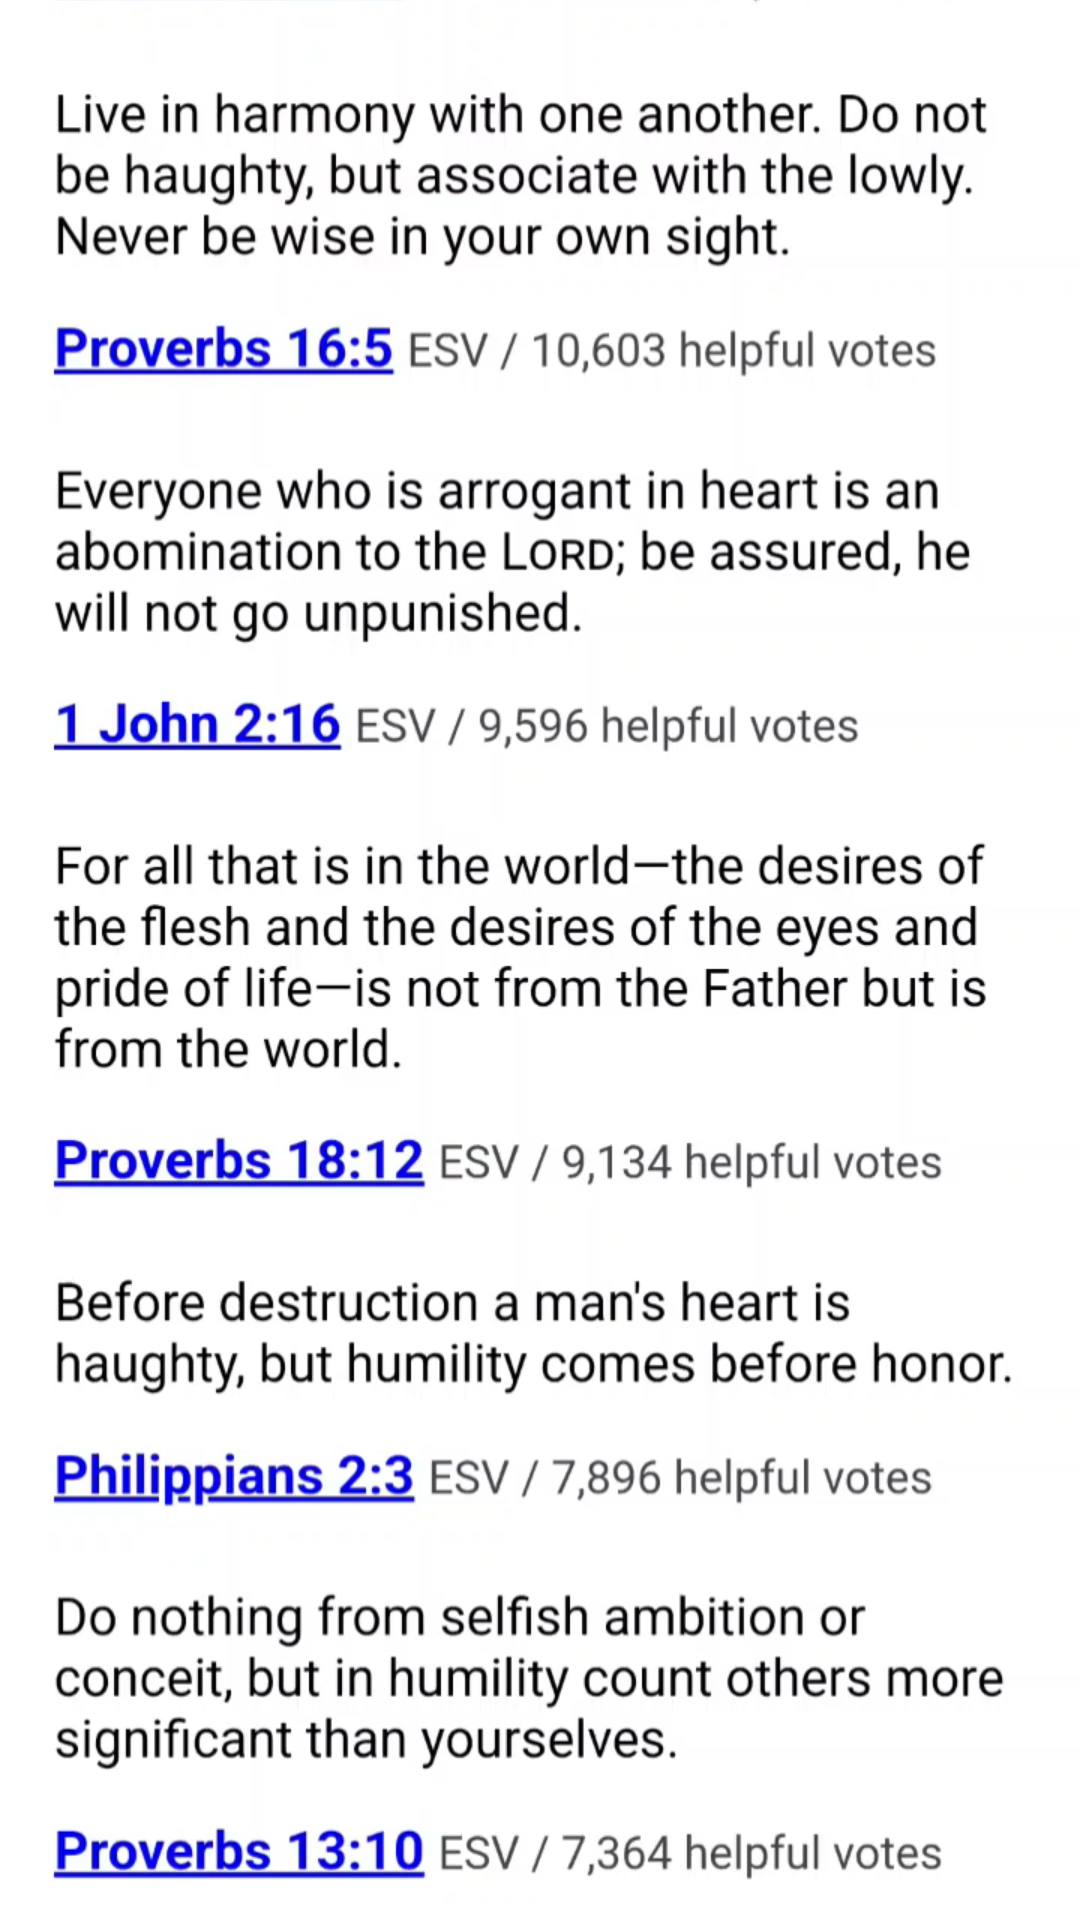 Live in harmony with one another. Do not
be haughty, but associate with the lowly.
Never be wise in your own sight.
Proverbs 16:5 ESV / 10,603 helpful votes
Everyone who is arrogant in heart is an
abomination to the LORD; be assured, he
will not go unpunished.
1 John 2:16 ESV / 9,596 helpful votes
For all that is in the world—the desires of
the flesh and the desires of the eyes and
pride of life—is not from the Father but is
from the world.
Proverbs 18:12 ESV / 9,134 helpful votes
Before destruction a man's heart is
haughty, but humility comes before honor.
Philippians 2:3 ESV / 7,896 helpful votes
Do nothing from selfish ambition or
conceit, but in humility count others more
significant than yourselves.
Proverbs 13:10 ESV / 7,364 helpful votes